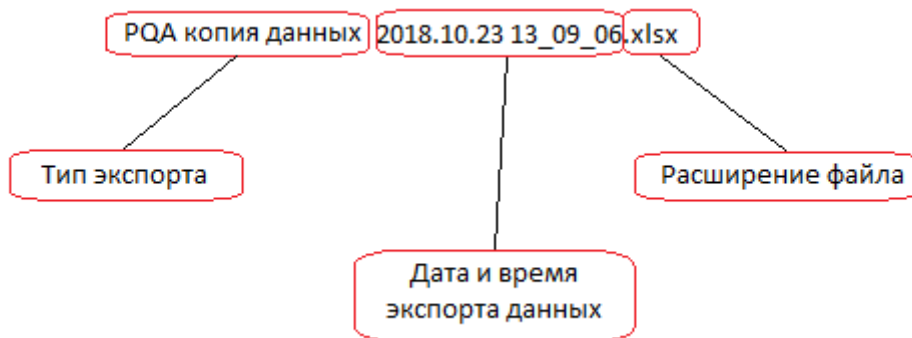 PQA копия данных 2018.10.23 13_09_06.xlsx
Тип экспорта
Расширение файла
Дата и время
экспорта данных